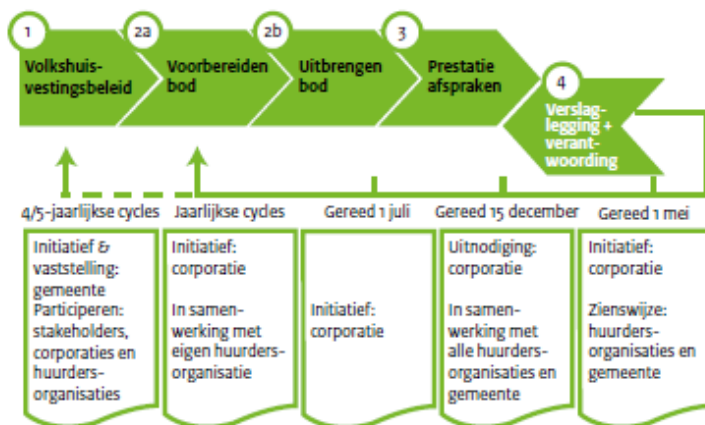 1
Volkshuis-
vestingsbeleid
2a
Voorbereiden
bod
2b
Uitbrengen
bod
3
Prestatie
afspraken
4
Verslag-
legging +
verant-
woording
4/5-jaarlijkse cycles
Jaarlijkse cycles
Gereed 1 juli
Gereed 15 december
Gereed 1 mei
Initiatief &
vaststelling:
gemeente
Participeren:
stakeholders,
corporaties en
huurders-
organisaties
Initiatief:
corporatie
In samen-
werking met
eigen huurders-
organisatie
Initiatief:
corporatie
Uitnodiging:
corporatie
In samen-
werking met
alle huurders-
organisaties en
gemeente
Initiatief:
corporatie
Zienswijze:
huurders-
organisaties en
gemeente